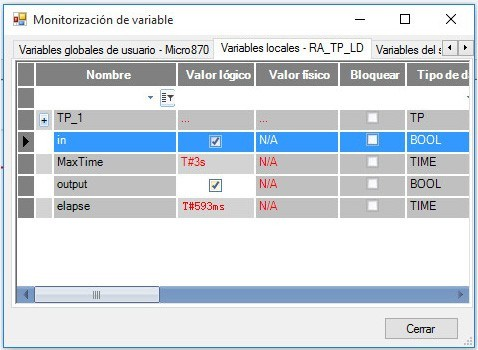 Monitorización de variable
Variables globales de usuario - Micro870 Variables locales - RA_TP_LD Variables del s
Nombre Valor lógico Valor físico Bloquear Tipo de d
TP_1 ... ... TP
in N/A BOOL
MaxTime T#3s N/A TIME
output N/A BOOL
elapse T#593ms N/A TIME
Cerrar